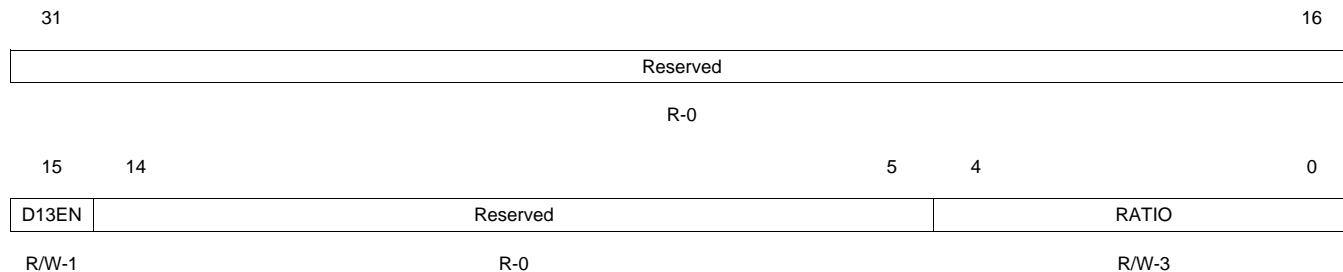 31 16
Reserved
R-0
15 14 5 4 0
D13EN Reserved RATIO
R/W-1 R-0 R/W-3